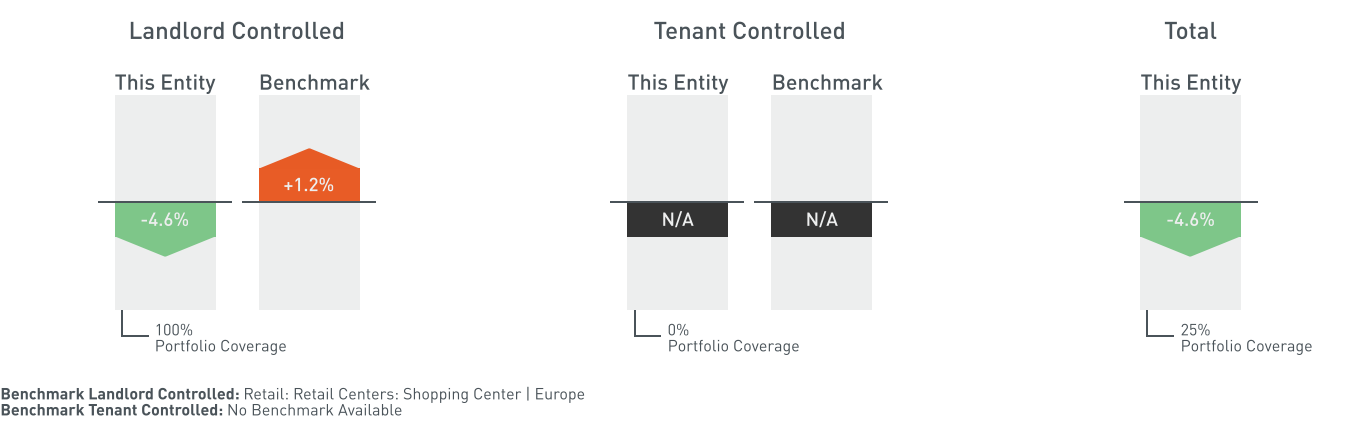 Landlord Controlled
Tenant Controlled
Total
This Entity
Benchmark
This Entity
Benchmark
This Entity
-4.6%
+1.2%
N/A
N/A
-4.6%
100%
Portfolio Coverage
0%
Portfolio Coverage
25%
Portfolio Coverage
Benchmark Landlord Controlled: Retail: Retail Centers: Shopping Center | Europe
Benchmark Tenant Controlled: No Benchmark Available